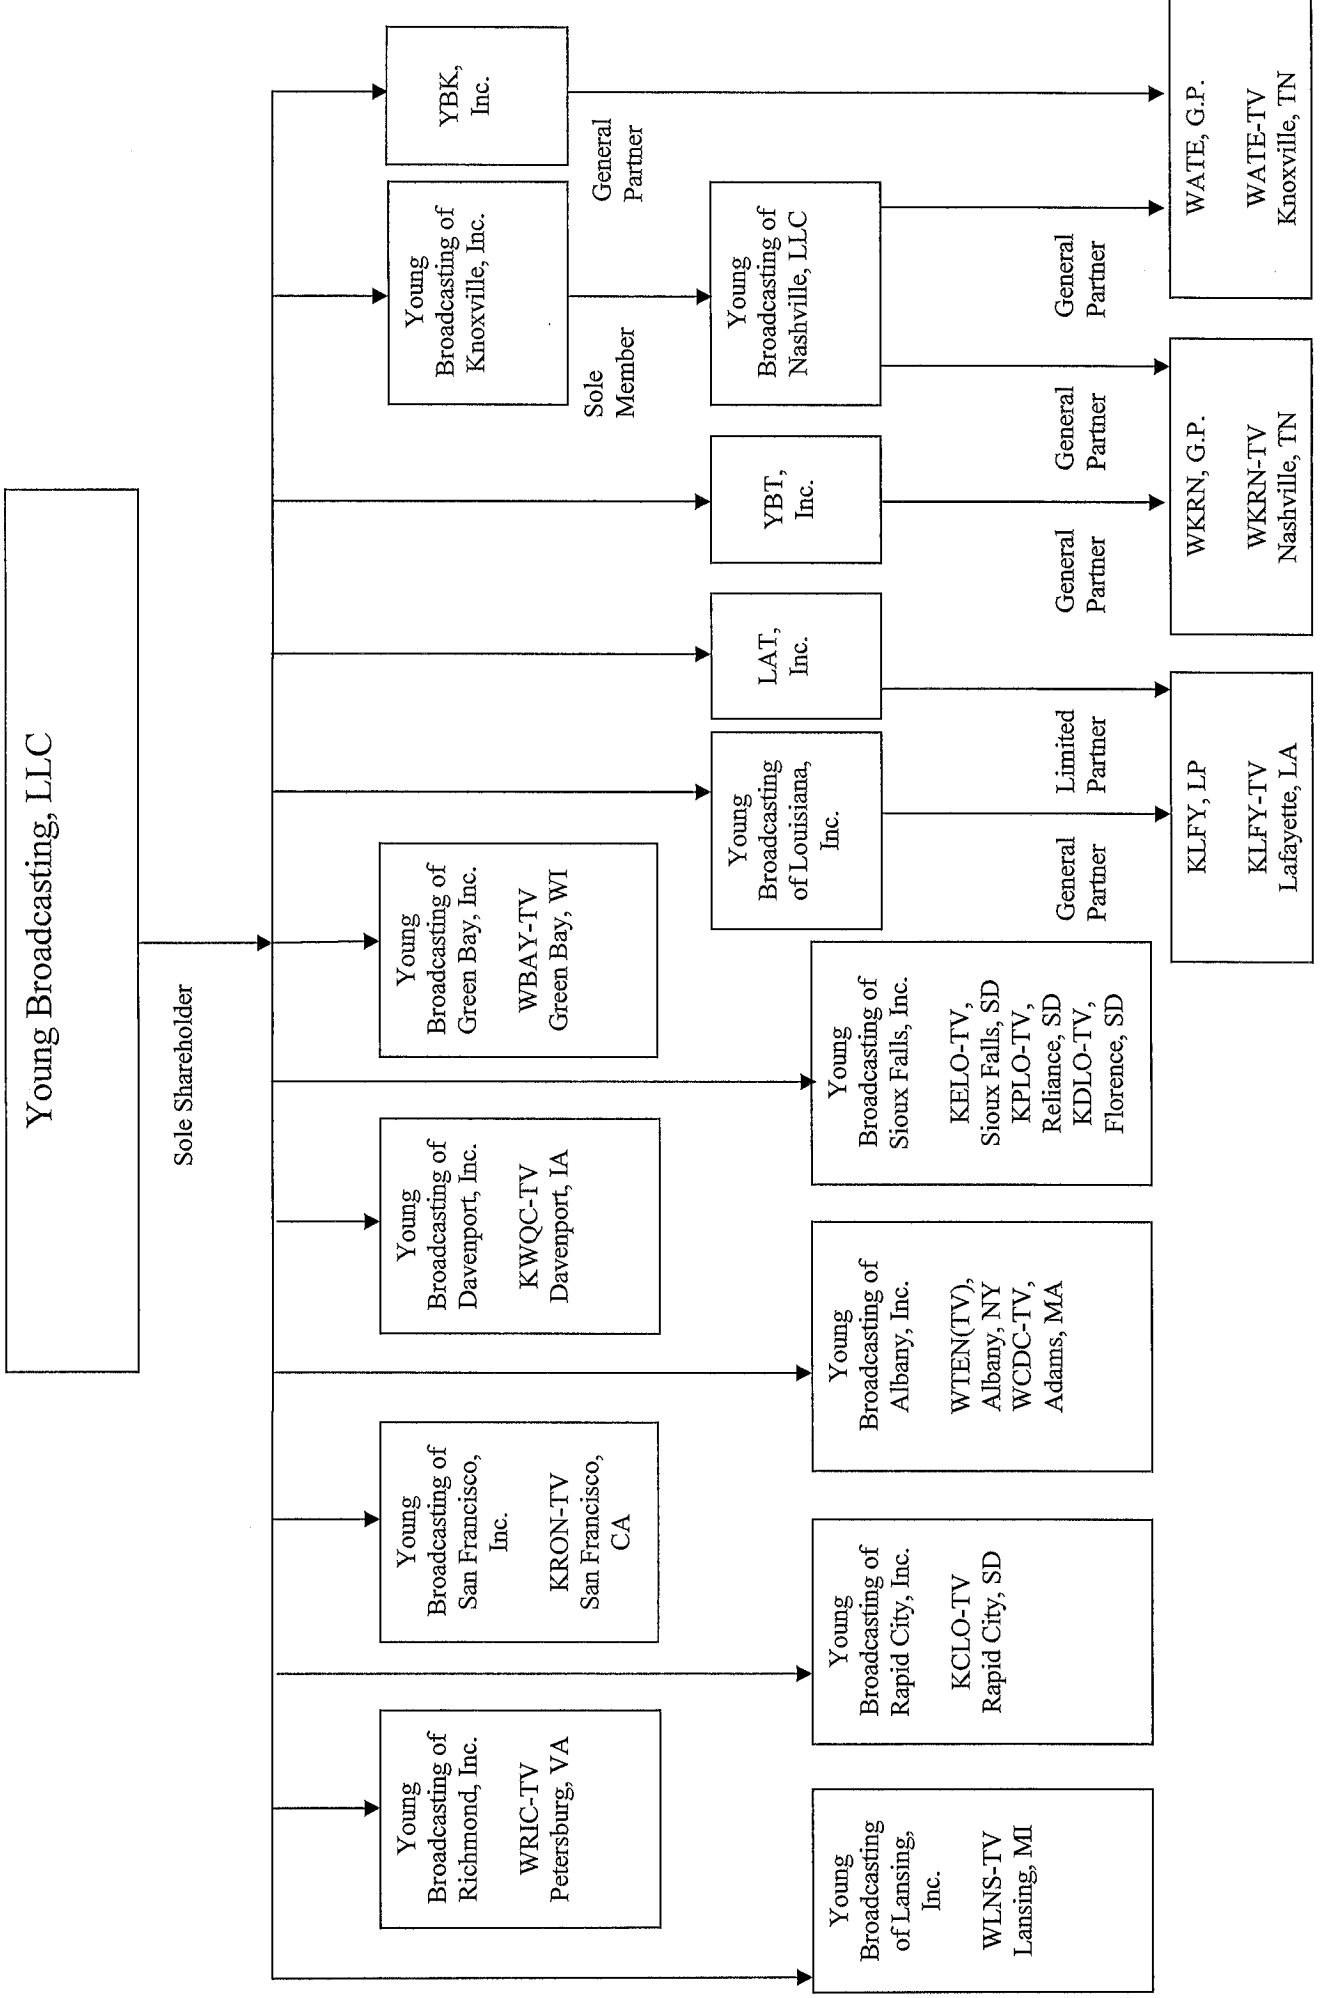 Young Broadcasting, LLC
Sole Shareholder
Young
Broadcasting of
Richmond, Inc.
WRIC-TV
Petersburg, VA
Young
Broadcasting of
San Francisco,
Inc.
KRON-TV
San Francisco,
CA
Young
Broadcasting of
Davenport, Inc.
KWQC-TV
Davenport, IA
Young
Broadcasting of
Green Bay, Inc.
WBAY-TV
Green Bay, WI
Young
Broadcasting of
Knoxville, Inc.
YBK,
Inc.
Sole
Member
General
Partner
Young
Broadcasting
of Louisiana,
Inc.
LAT,
Inc.
YBT,
Inc.
Young
Broadcasting of
Nashville, LLC
Young
Broadcasting
of Lansing,
Inc.
WLNS-TV
Lansing, MI
Young
Broadcasting of
Rapid City, Inc.
KCLO-TV
Rapid City, SD
Young
Broadcasting of
Albany, Inc.
WTEN(TV),
Albany, NY
WCDC-TV,
Adams, MA
Young
Broadcasting of
Sioux Falls, Inc.
KELO-TV,
Sioux Falls, SD
KPLO-TV,
Reliance, SD
KDLO-TV,
Florence, SD
General
Partner
Limited
Partner
General
Partner
General
Partner
General
Partner
KLFY, LP
KLFY-TV
Lafayette, LA
WKRN, G.P.
WKRN-TV
Nashville, TN
WATE, G.P.
WATE-TV
Knoxville, TN